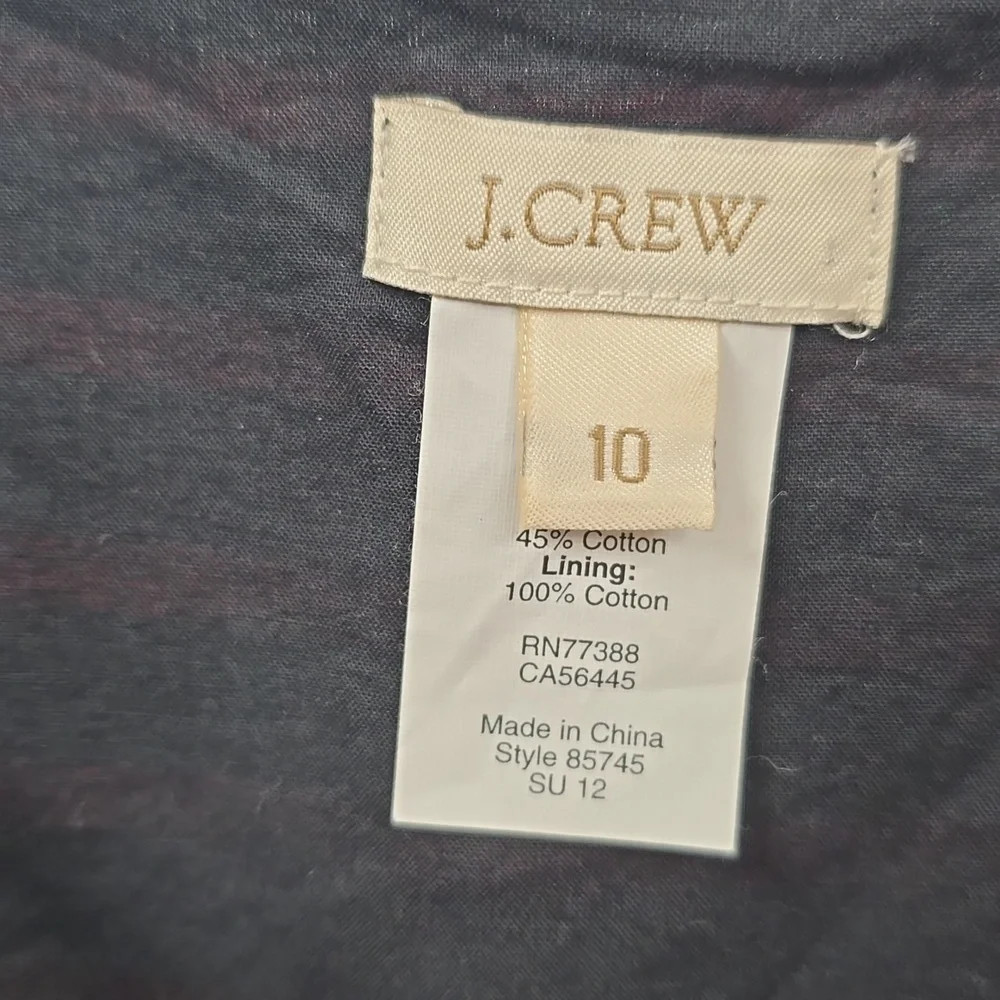 J.CREW
10
45% Cotton
Lining:
100% Cotton
RN77388
CA56445
Made in China
Style 85745
SU 12